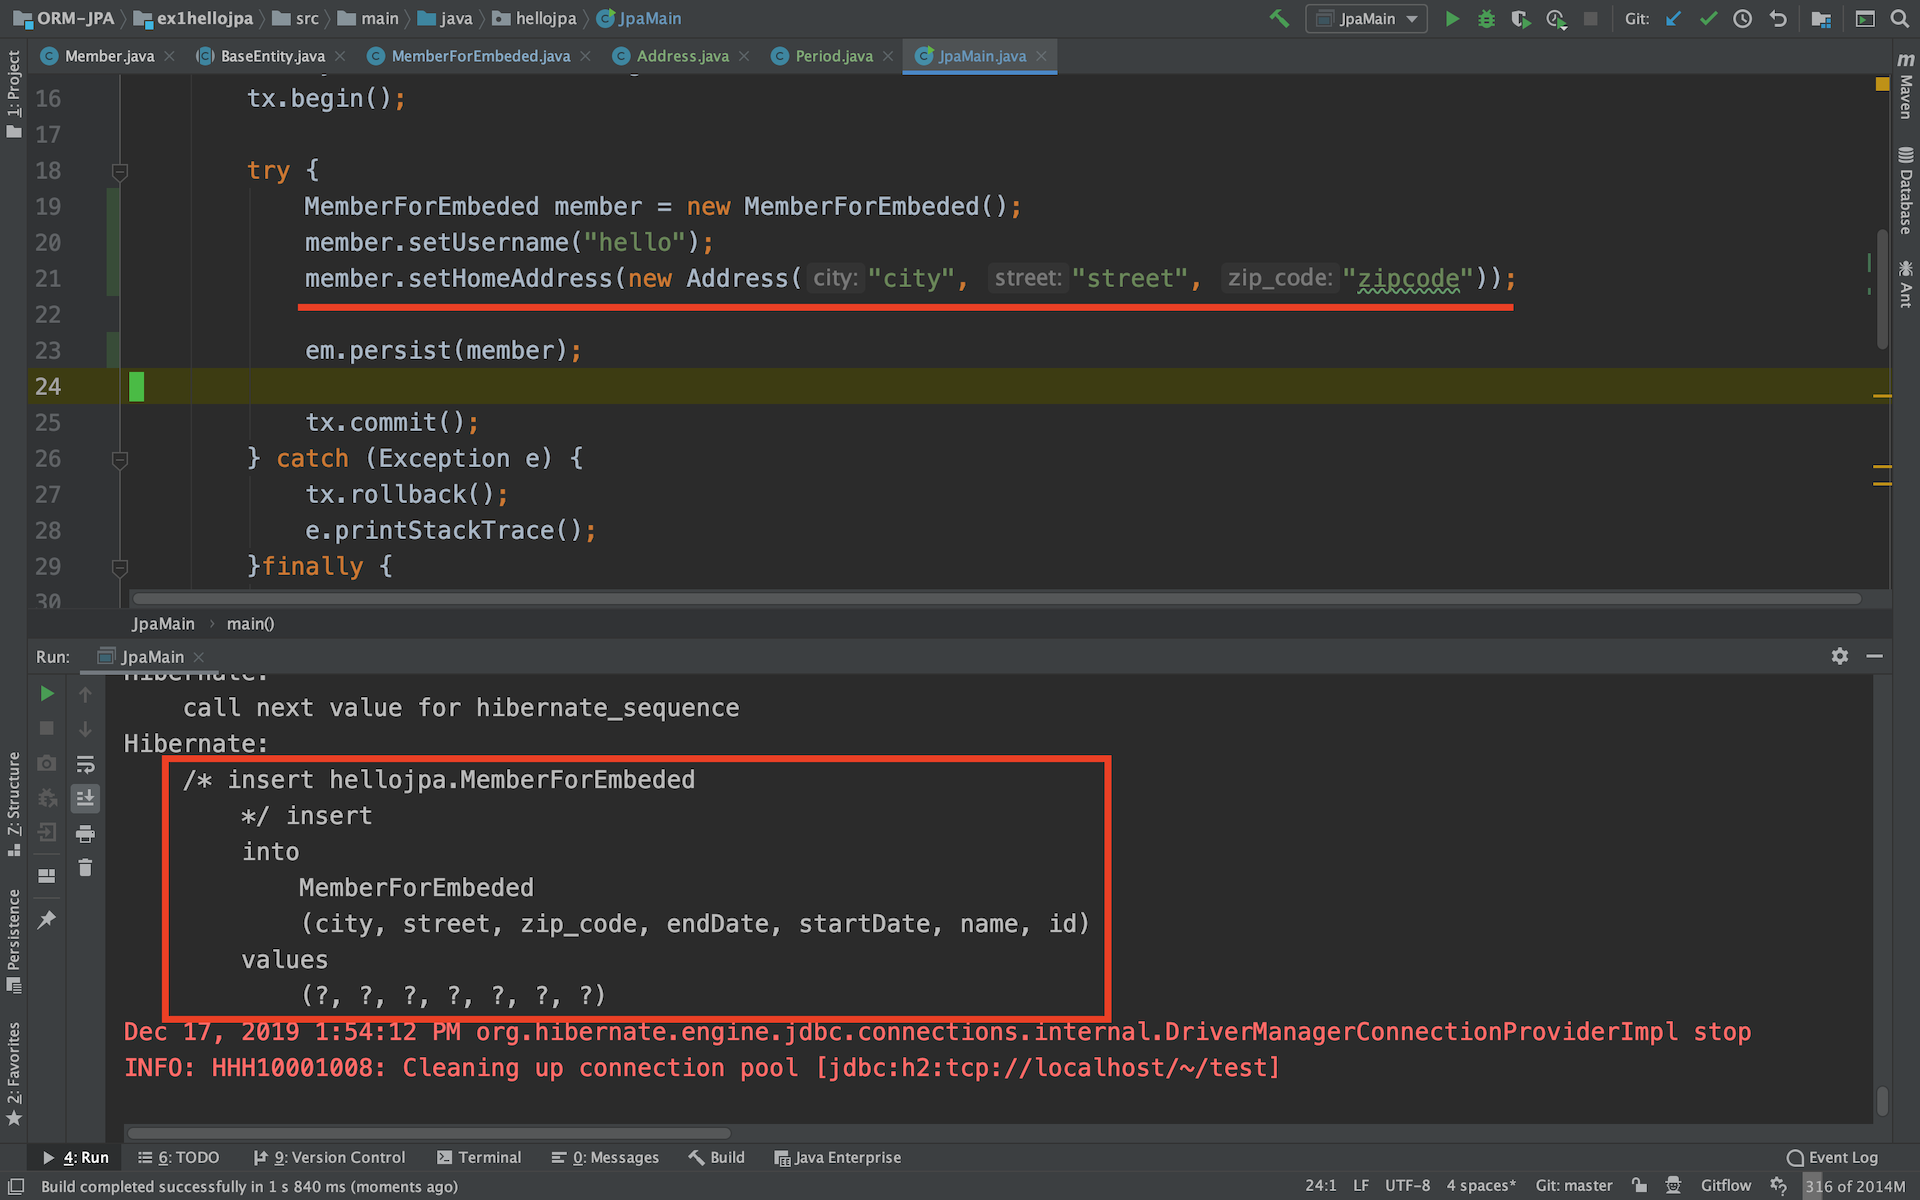 ORM-JPA ex1hellojpa src main java hellojpa JpaMain JpaMain Git:
Member.java BaseEntity.java MemberForEmbeded.java Address.java Period.java JpaMain.java
1: Project
Z: Structure
Persistence
2: Favorites
Maven
Database
Ant
16 tx.begin();
17
18 try {
19 MemberForEmbeded member = new MemberForEmbeded();
20 member.setUsername("hello");
21 member.setHomeAddress(new Address( city: "city", street: "street", zip_code: "zipcode"));
22
23 em.persist(member);
24
25 tx.commit();
26 } catch (Exception e) {
27 tx.rollback();
28 e.printStackTrace();
29 }finally {
30
JpaMain main()
Run: JpaMain
Hibernate:
call next value for hibernate_sequence
Hibernate:
/* insert hellojpa.MemberForEmbeded
*/ insert
into
MemberForEmbeded
(city, street, zip_code, endDate, startDate, name, id)
values
(?, ?, ?, ?, ?, ?, ?)
Dec 17, 2019 1:54:12 PM org.hibernate.engine.jdbc.connections.internal.DriverManagerConnectionProviderImpl stop
INFO: HHH10001008: Cleaning up connection pool [jdbc:h2:tcp://localhost/~/test]
4: Run 6: TODO 9: Version Control Terminal 0: Messages Build Java Enterprise Event Log
Build completed successfully in 1 s 840 ms (moments ago) 24:1 LF UTF-8 4 spaces* Git: master Gitflow 316 of 2014M